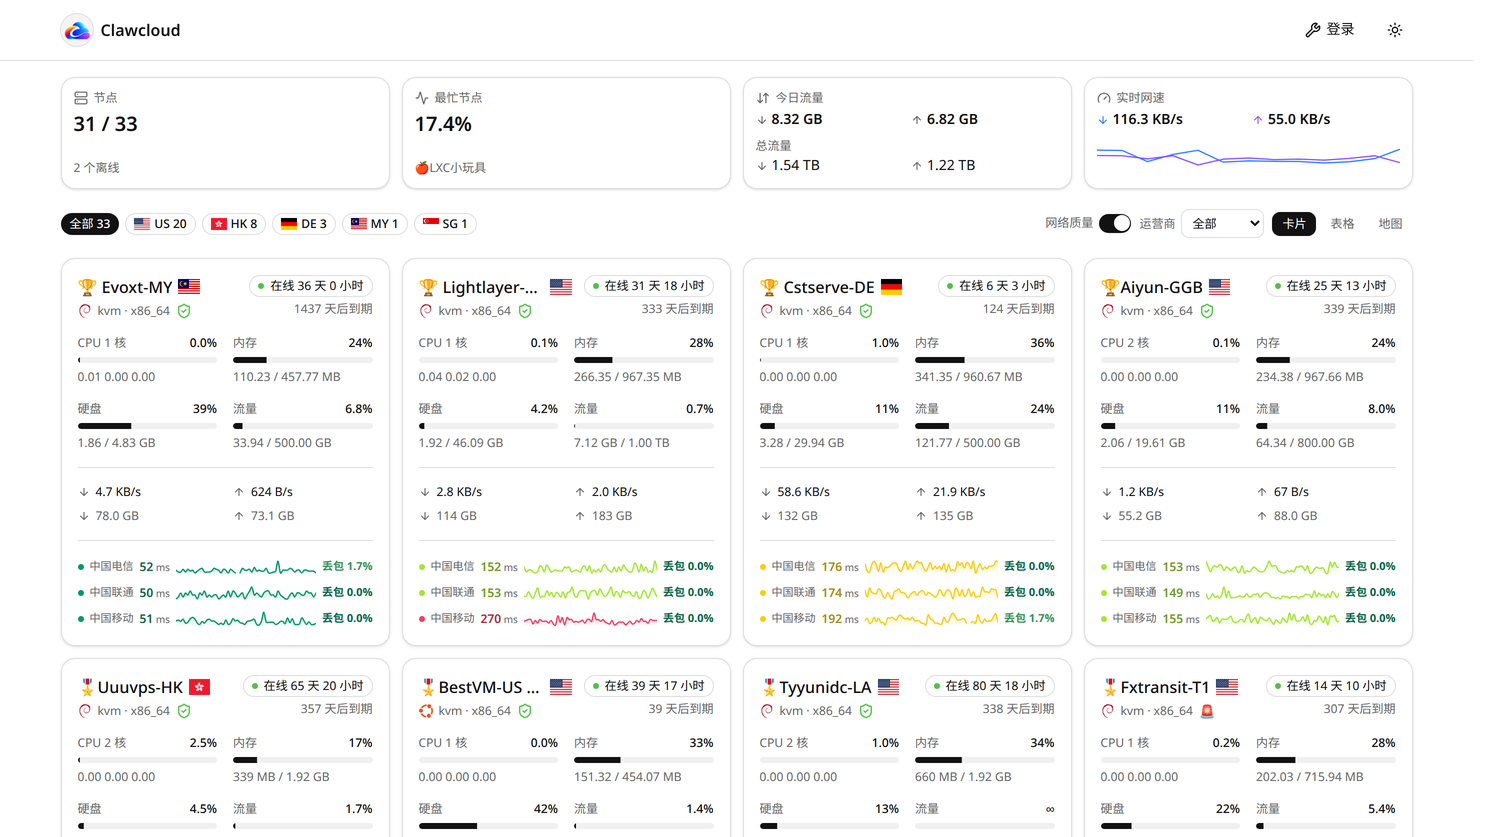 Clawcloud
登录
节点
31 / 33
2 个离线
最忙节点
17.4%
🍎LXC小玩具
今日流量
↓ 8.32 GB ↑ 6.82 GB
总流量
↓ 1.54 TB ↑ 1.22 TB
实时网速
↓ 116.3 KB/s ↑ 55.0 KB/s
全部 33 US 20 HK 8 DE 3 MY 1 SG 1
网络质量 运营商 全部 卡片 表格 地图
🏆 Evoxt-MY 在线 36 天 0 小时
kvm · x86_64 1437 天后到期
CPU 1 核 0.0% 内存 24%
0.01 0.00 0.00 110.23 / 457.77 MB
硬盘 39% 流量 6.8%
1.86 / 4.83 GB 33.94 / 500.00 GB
↓ 4.7 KB/s ↑ 624 B/s
↓ 78.0 GB ↑ 73.1 GB
中国电信 52 ms 丢包 1.7%
中国联通 50 ms 丢包 0.0%
中国移动 51 ms 丢包 0.0%
🏆 Lightlayer-... 在线 31 天 18 小时
kvm · x86_64 333 天后到期
CPU 1 核 0.1% 内存 28%
0.04 0.02 0.00 266.35 / 967.35 MB
硬盘 4.2% 流量 0.7%
1.92 / 46.09 GB 7.12 GB / 1.00 TB
↓ 2.8 KB/s ↑ 2.0 KB/s
↓ 114 GB ↑ 183 GB
中国电信 152 ms 丢包 0.0%
中国联通 153 ms 丢包 0.0%
中国移动 270 ms 丢包 0.0%
🏆 Cstserve-DE 在线 6 天 3 小时
kvm · x86_64 124 天后到期
CPU 1 核 1.0% 内存 36%
0.00 0.00 0.00 341.35 / 960.67 MB
硬盘 11% 流量 24%
3.28 / 29.94 GB 121.77 / 500.00 GB
↓ 58.6 KB/s ↑ 21.9 KB/s
↓ 132 GB ↑ 135 GB
中国电信 176 ms 丢包 0.0%
中国联通 174 ms 丢包 0.0%
中国移动 192 ms 丢包 1.7%
🏆Aiyun-GGB 在线 25 天 13 小时
kvm · x86_64 339 天后到期
CPU 2 核 0.1% 内存 24%
0.00 0.00 0.00 234.38 / 967.66 MB
硬盘 11% 流量 8.0%
2.06 / 19.61 GB 64.34 / 800.00 GB
↓ 1.2 KB/s ↑ 67 B/s
↓ 55.2 GB ↑ 88.0 GB
中国电信 153 ms 丢包 0.0%
中国联通 149 ms 丢包 0.0%
中国移动 155 ms 丢包 0.0%
🎖️Uuuvps-HK 在线 65 天 20 小时
kvm · x86_64 357 天后到期
CPU 2 核 2.5% 内存 17%
0.00 0.00 0.00 339 MB / 1.92 GB
硬盘 4.5% 流量 1.7%
🎖️BestVM-US ... 在线 39 天 17 小时
kvm · x86_64 39 天后到期
CPU 1 核 0.0% 内存 33%
0.00 0.00 0.00 151.32 / 454.07 MB
硬盘 42% 流量 1.4%
🎖️Tyyunidc-LA 在线 80 天 18 小时
kvm · x86_64 338 天后到期
CPU 2 核 1.0% 内存 34%
0.00 0.00 0.00 660 MB / 1.92 GB
硬盘 13% 流量 ∞
🎖️Fxtransit-T1 在线 14 天 10 小时
kvm · x86_64 🚨 307 天后到期
CPU 1 核 0.2% 内存 28%
0.00 0.00 0.00 202.03 / 715.94 MB
硬盘 22% 流量 5.4%